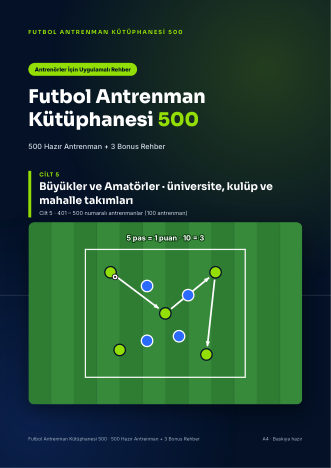 FUTBOL ANTRENMAN KÜTÜPHANESİ 500
Antrenörler İçin Uygulamalı Rehber
Futbol Antrenman
Kütüphanesi 500
500 Hazır Antrenman + 3 Bonus Rehber
CİLT 5
Büyükler ve Amatörler · üniversite, kulüp ve
mahalle takımları
Cilt 5 · 401–500 numaralı antrenmanlar (100 antrenman)
5 pas = 1 puan · 10 = 3
Futbol Antrenman Kütüphanesi 500 · 500 Hazır Antrenman + 3 Bonus Rehber
A4 · Baskıya hazır